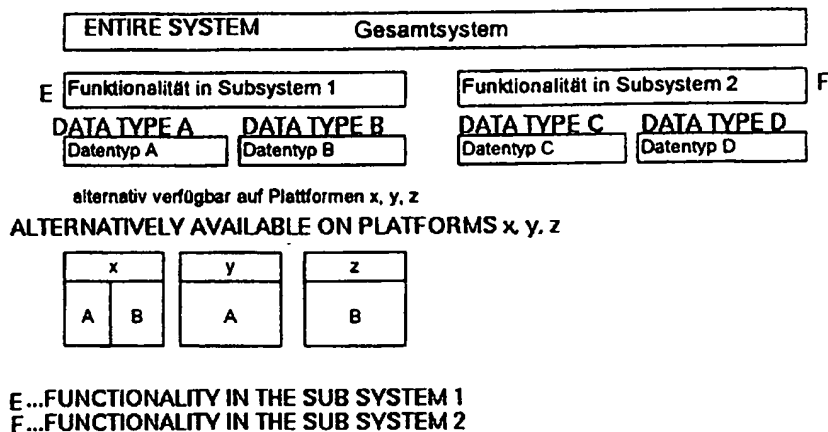 ENTIRE SYSTEM Gesamtsystem
E Funktionalität in Subsystem 1 Funktionalität in Subsystem 2 F
DATA TYPE A DATA TYPE B DATA TYPE C DATA TYPE D
Datentyp A Datentyp B Datentyp C Datentyp D
alternativ verfügbar auf Plattformen x, y, z
ALTERNATIVELY AVAILABLE ON PLATFORMS x, y, z
x y z
A B A B
E...FUNCTIONALITY IN THE SUB SYSTEM 1
F...FUNCTIONALITY IN THE SUB SYSTEM 2